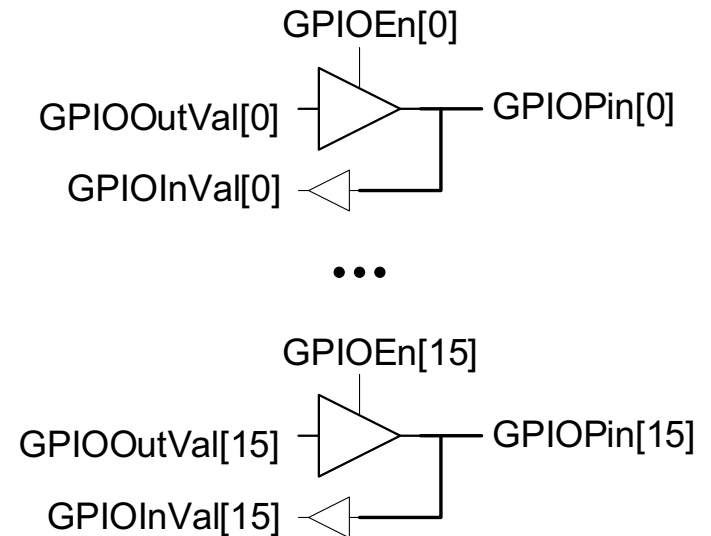 GPIOEn[0]
GPIOOutVal[0]
GPIOPin[0]
GPIOInVal[0]
•••
GPIOEn[15]
GPIOOutVal[15]
GPIOPin[15]
GPIOInVal[15]